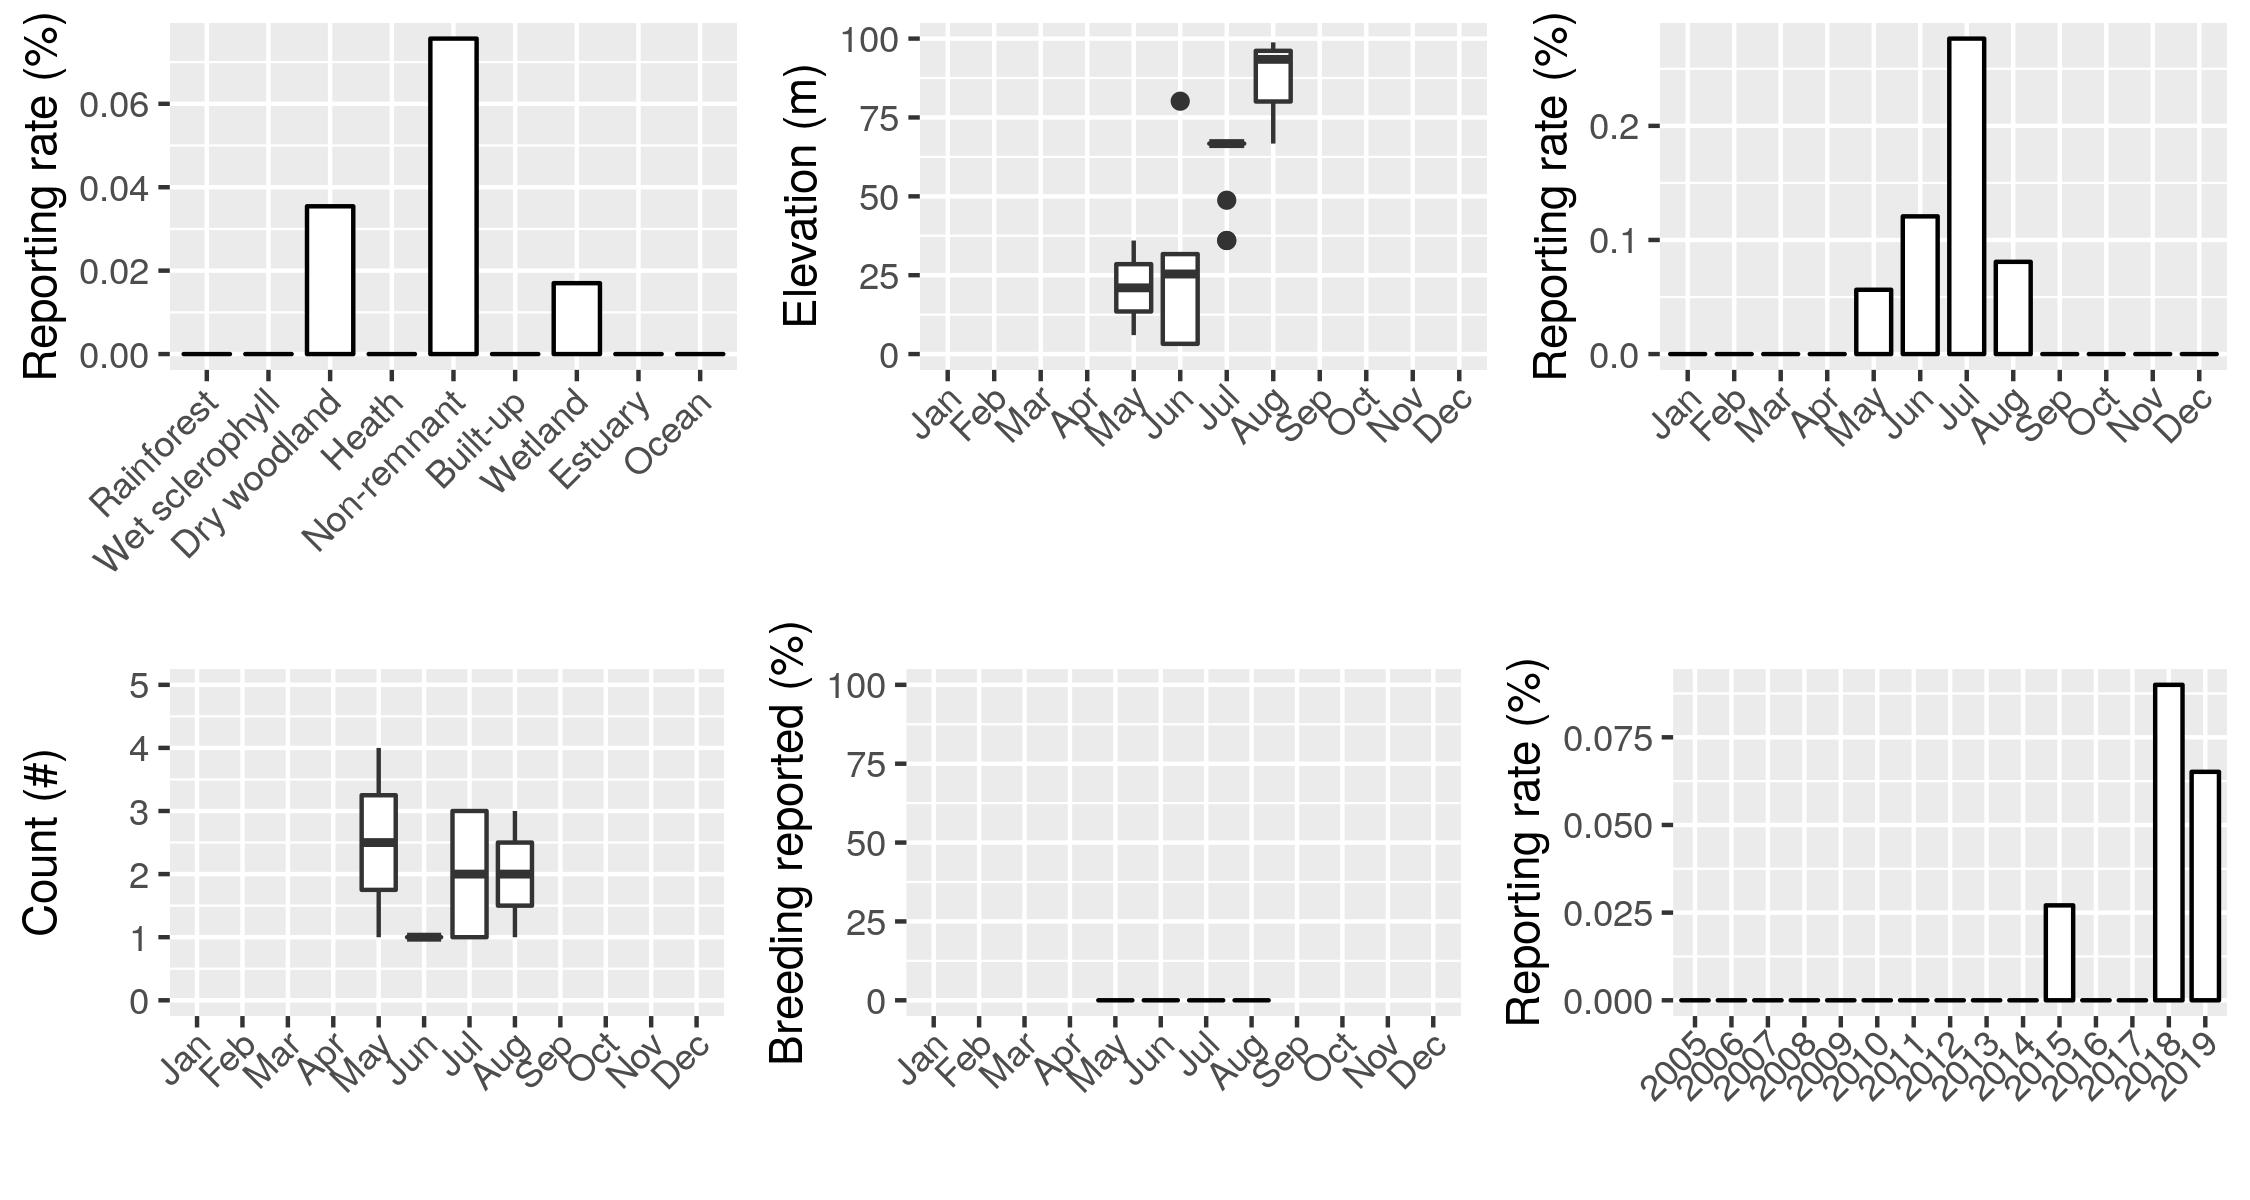 Reporting rate (%)
0.06
0.04
0.02
0.00
Rainforest
Wet sclerophyll
Dry woodland
Heath
Non-remnant
Built-up
Wetland
Estuary
Ocean
Elevation (m)
100
75
50
25
0
Jan
Feb
Mar
Apr
May
Jun
Jul
Aug
Sep
Oct
Nov
Dec
Reporting rate (%)
0.2
0.1
0.0
Jan
Feb
Mar
Apr
May
Jun
Jul
Aug
Sep
Oct
Nov
Dec
Count (#)
5
4
3
2
1
0
Jan
Feb
Mar
Apr
May
Jun
Jul
Aug
Sep
Oct
Nov
Dec
Breeding reported (%)
100
75
50
25
0
Jan
Feb
Mar
Apr
May
Jun
Jul
Aug
Sep
Oct
Nov
Dec
Reporting rate (%)
0.075
0.050
0.025
0.000
2005
2006
2007
2008
2009
2010
2011
2012
2013
2014
2015
2016
2017
2018
2019